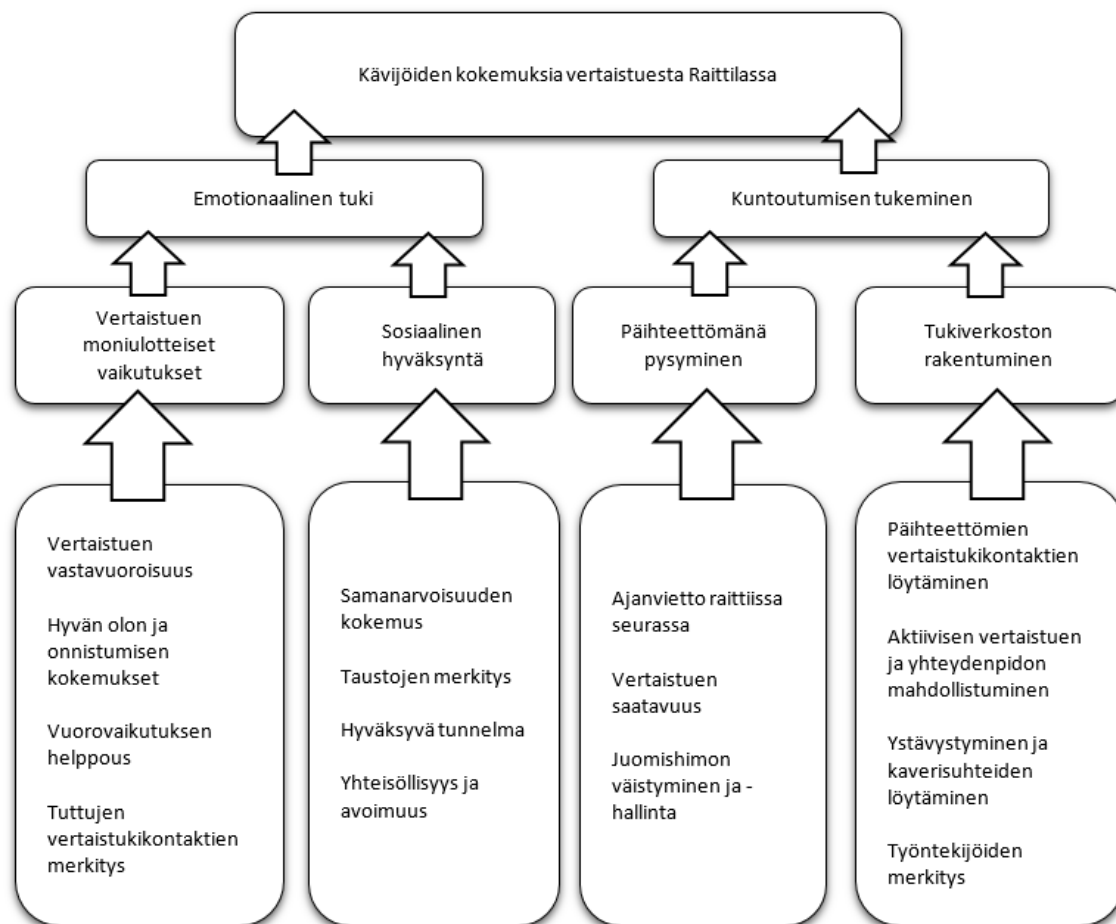 Kävijöiden kokemuksia vertaistuesta Raittilassa
Emotionaalinen tuki
Kuntoutumisen tukeminen
Vertaistuen
moniulotteiset
vaikutukset
Sosiaalinen
hyväksyntä
Päihteettömänä
pysyminen
Tukiverkoston
rakentuminen
Vertaistuen
vastavuoroisuus
Hyvän olon ja
onnistumisen
kokemukset
Vuorovaikutuksen
helppous
Tuttujen
vertaistukikontaktien
merkitys
Samanarvoisuuden
kokemus
Taustojen merkitys
Hyväksyvä tunnelma
Yhteisöllisyys ja
avoimuus
Ajanvietto raittiissa
seurassa
Vertaistuen
saatavuus
Juomishimon
väistyminen ja -
hallinta
Päihteettömien
vertaistukikontaktien
löytäminen
Aktiivisen vertaistuen
ja yhteydenpidon
mahdollistuminen
Ystävystyminen ja
kaverisuhteiden
löytäminen
Työntekijöiden
merkitys